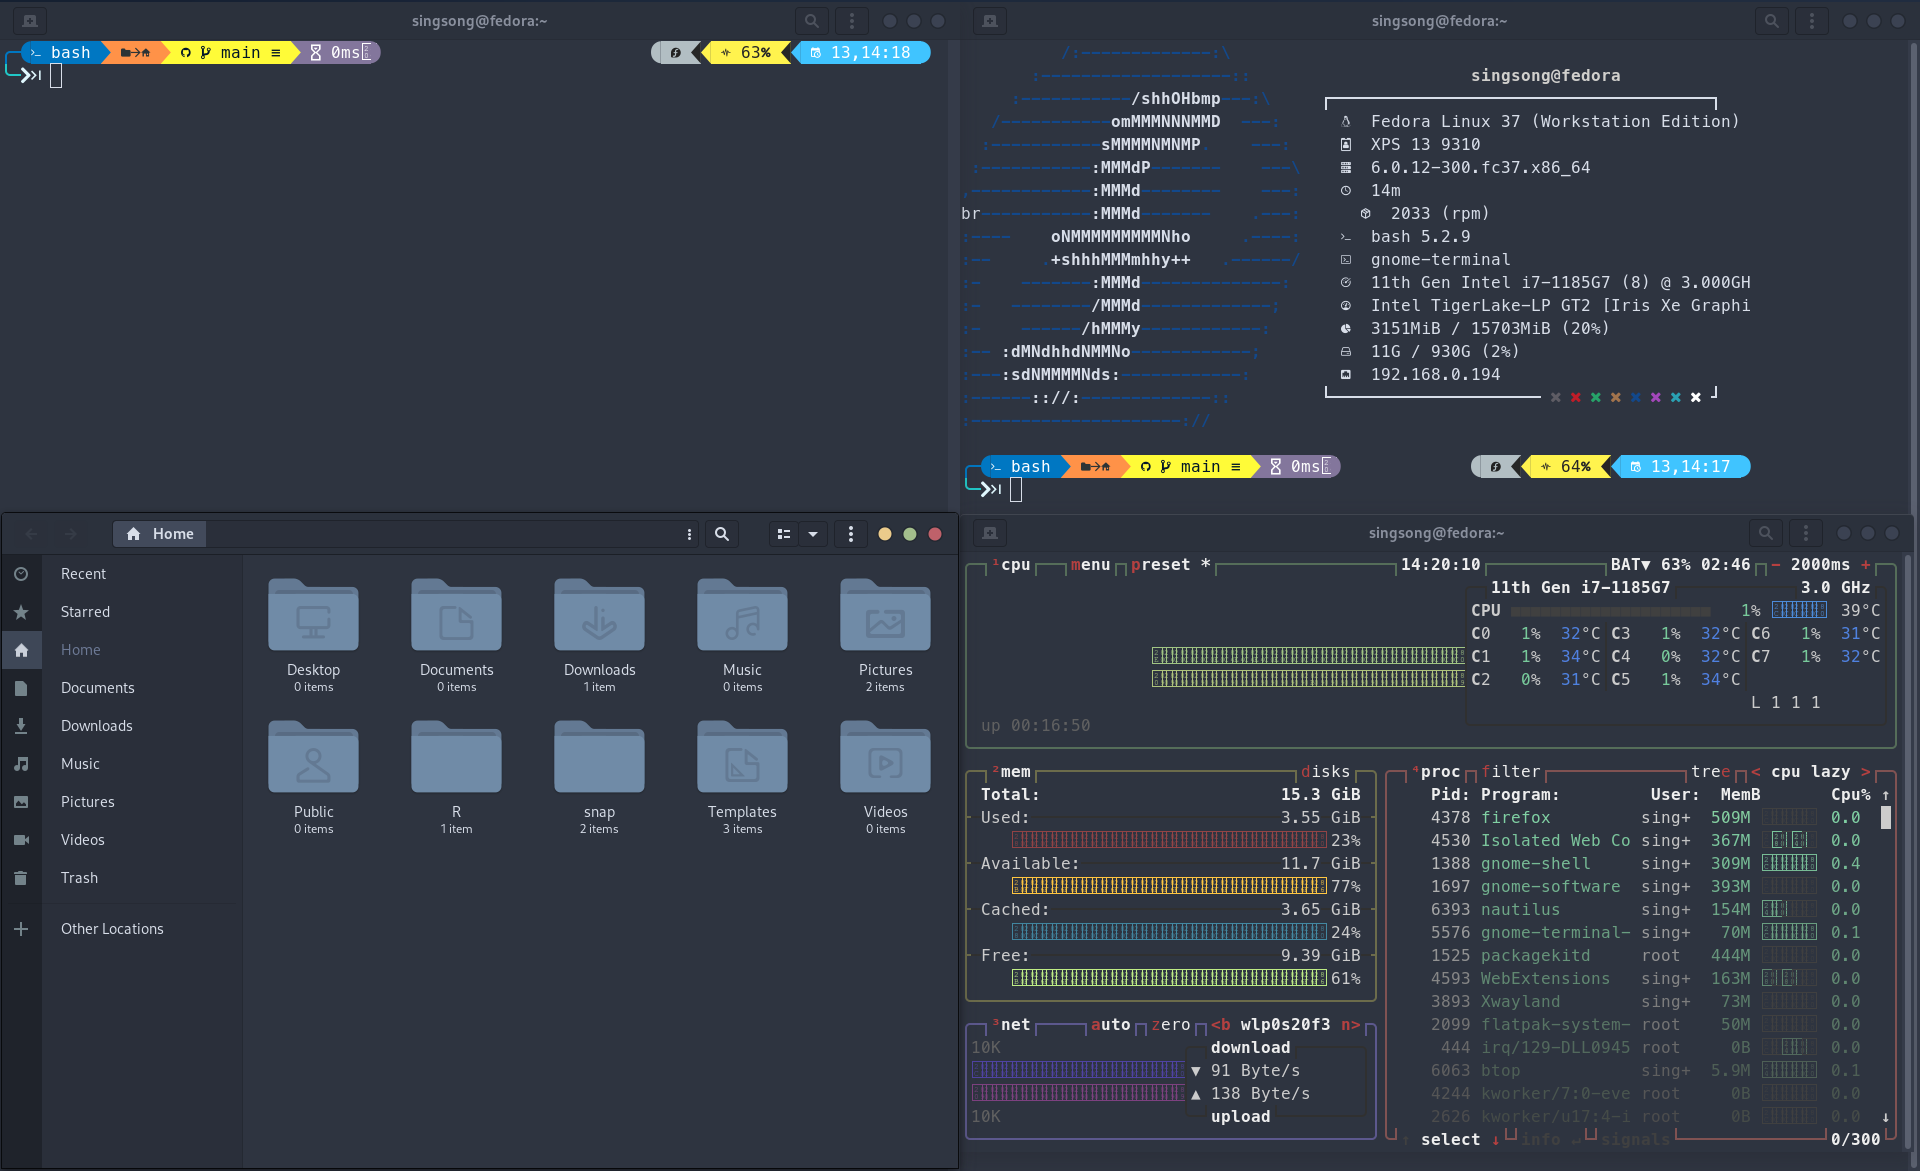 singsong@fedora:~
bash main ≡ 0ms 63% 13,14:18
singsong@fedora:~
singsong@fedora
/shhOHbmp
omMMMNNNMMD
sMMMMNMNMP
:MMMdP
:MMMd
br :MMMd
oNMMMMMMMMMNho
.+shhhMMMmhhy++
:MMMd
/MMMd
/hMMMy
:dMNdhhdNMMNo
:sdNMMMMNds:
:://:
Fedora Linux 37 (Workstation Edition)
XPS 13 9310
6.0.12-300.fc37.x86_64
14m
2033 (rpm)
bash 5.2.9
gnome-terminal
11th Gen Intel i7-1185G7 (8) @ 3.000GH
Intel TigerLake-LP GT2 [Iris Xe Graphi
3151MiB / 15703MiB (20%)
11G / 930G (2%)
192.168.0.194
bash main ≡ 0ms 64% 13,14:17
Home
Recent
Starred
Home
Documents
Downloads
Music
Pictures
Videos
Trash
Other Locations
Desktop
0 items
Documents
0 items
Downloads
1 item
Music
0 items
Pictures
2 items
Public
0 items
R
1 item
snap
2 items
Templates
3 items
Videos
0 items
singsong@fedora:~
¹cpu menu preset * 14:20:10 BAT▼ 63% 02:46 - 2000ms +
11th Gen i7-1185G7 3.0 GHz
CPU 1% 39°C
C0 1% 32°C C3 1% 32°C C6 1% 31°C
C1 1% 34°C C4 0% 32°C C7 1% 32°C
C2 0% 31°C C5 1% 34°C
L 1 1 1
up 00:16:50
²mem disks
Total: 15.3 GiB
Used: 3.55 GiB
23%
Available: 11.7 GiB
77%
Cached: 3.65 GiB
24%
Free: 9.39 GiB
61%
³net auto zero <b wlp0s20f3 n>
10K
download
▼ 91 Byte/s
▲ 138 Byte/s
upload
10K
⁴proc filter tree < cpu lazy >
Pid: Program: User: MemB Cpu% ↑
4378 firefox sing+ 509M 0.0
4530 Isolated Web Co sing+ 367M 0.0
1388 gnome-shell sing+ 309M 0.4
1697 gnome-software sing+ 393M 0.0
6393 nautilus sing+ 154M 0.0
5576 gnome-terminal- sing+ 70M 0.1
1525 packagekitd root 444M 0.0
4593 WebExtensions sing+ 163M 0.0
3893 Xwayland sing+ 73M 0.0
2099 flatpak-system- root 50M 0.0
444 irq/129-DLL0945 root 0B 0.0
6063 btop sing+ 5.9M 0.1
4244 kworker/7:0-eve root 0B 0.0
2626 kworker/u17:4-i root 0B 0.0 ↓
↑ select ↓ info ↵ signals 0/300